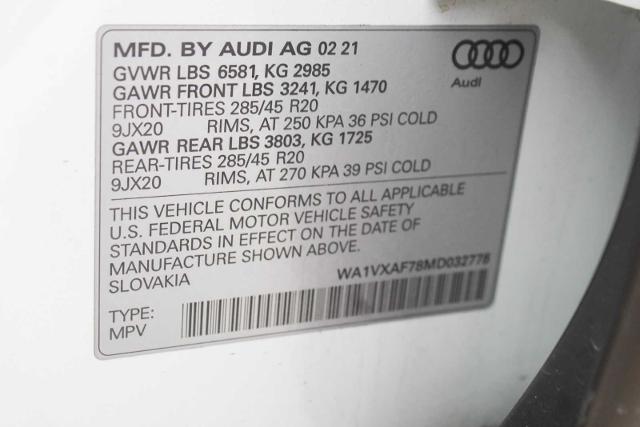 MFD. BY AUDI AG 02 21
GVWR LBS 6581, KG 2985
GAWR FRONT LBS 3241, KG 1470
FRONT-TIRES 285/45 R20
9JX20 RIMS, AT 250 KPA 36 PSI COLD
GAWR REAR LBS 3803, KG 1725
REAR-TIRES 285/45 R20
9JX20 RIMS, AT 270 KPA 39 PSI COLD
Audi
THIS VEHICLE CONFORMS TO ALL APPLICABLE
U.S. FEDERAL MOTOR VEHICLE SAFETY
STANDARDS IN EFFECT ON THE DATE OF
MANUFACTURE SHOWN ABOVE.
SLOVAKIA
WA1VXAF78MD032778
TYPE:
MPV